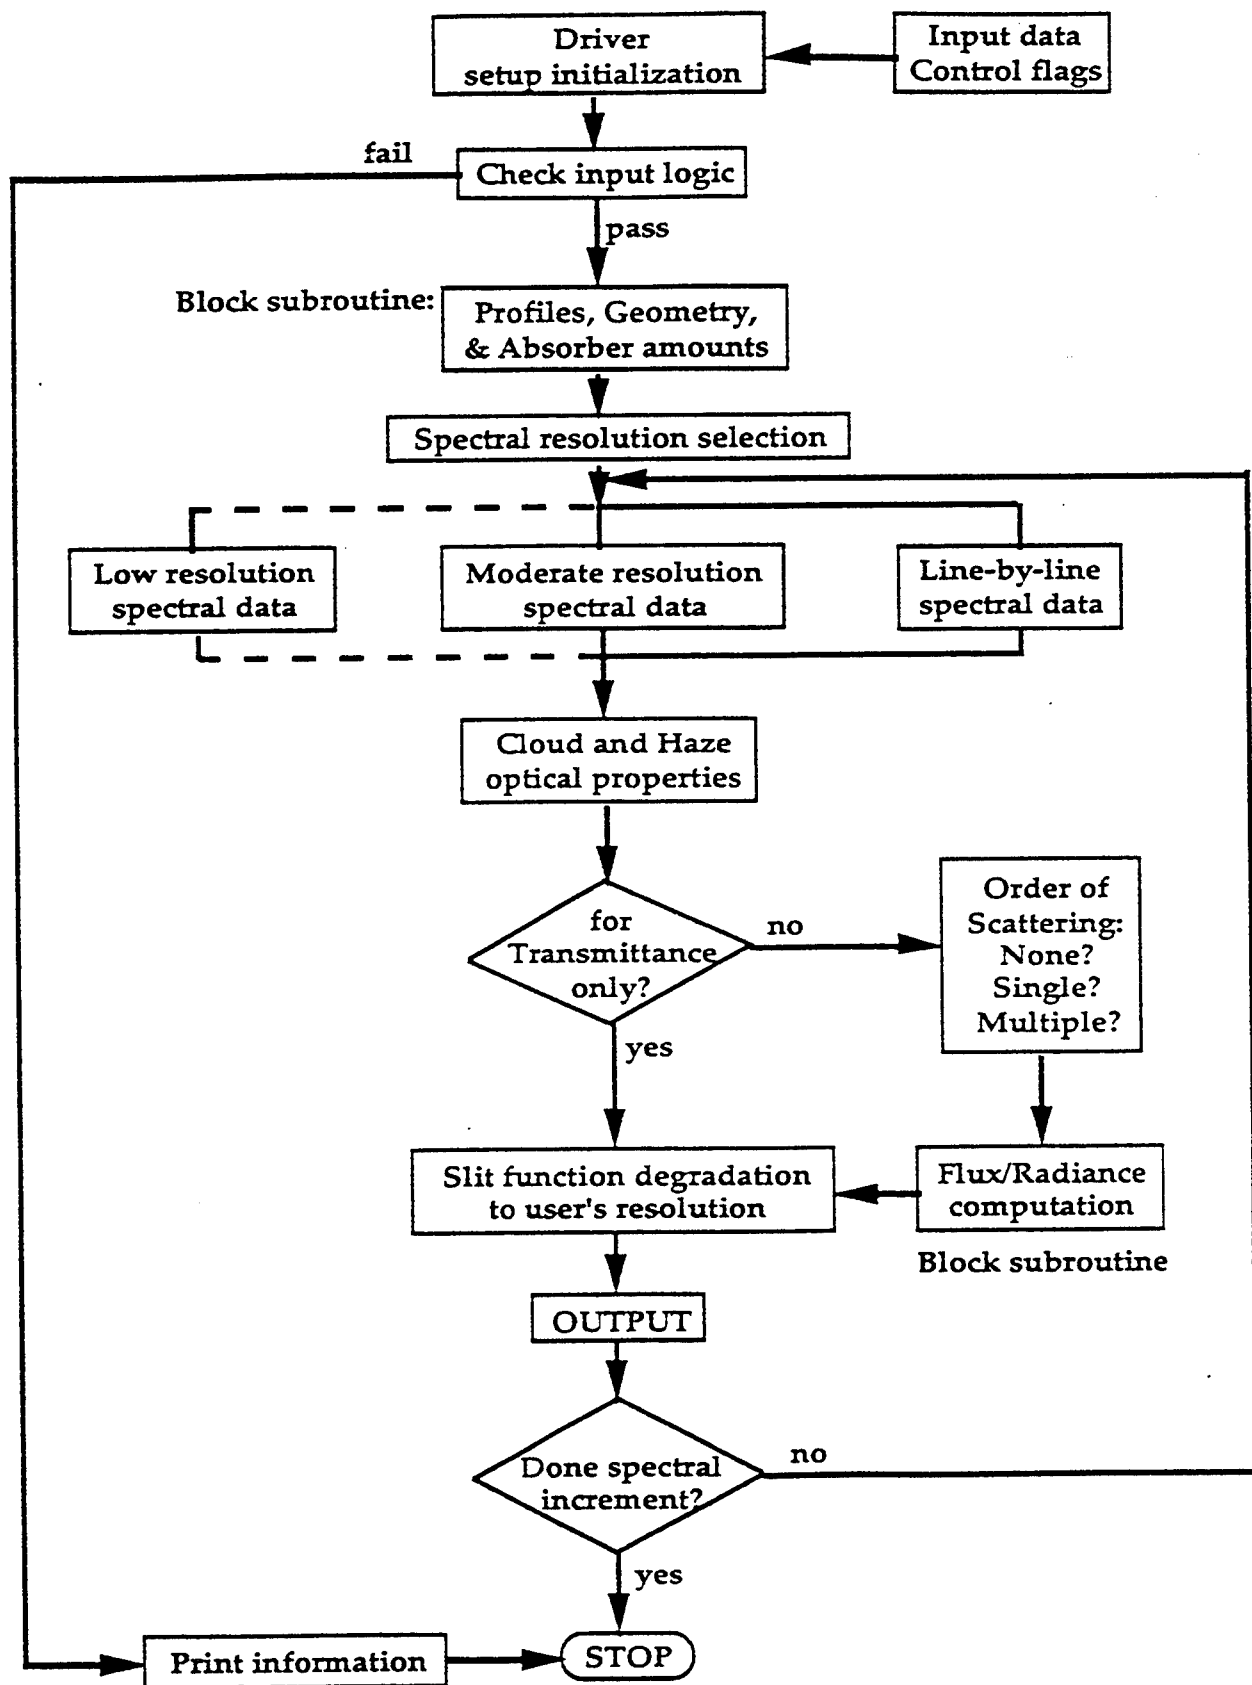 Driver
setup initialization
Input data
Control flags
fail
Check input logic
pass
Block subroutine:
Profiles, Geometry,
& Absorber amounts
Spectral resolution selection
Low resolution
spectral data
Moderate resolution
spectral data
Line-by-line
spectral data
Cloud and Haze
optical properties
for
Transmittance
only?
no
Order of
Scattering:
None?
Single?
Multiple?
yes
Slit function degradation
to user's resolution
Flux/Radiance
computation
Block subroutine
OUTPUT
Done spectral
increment?
no
yes
Print information
STOP